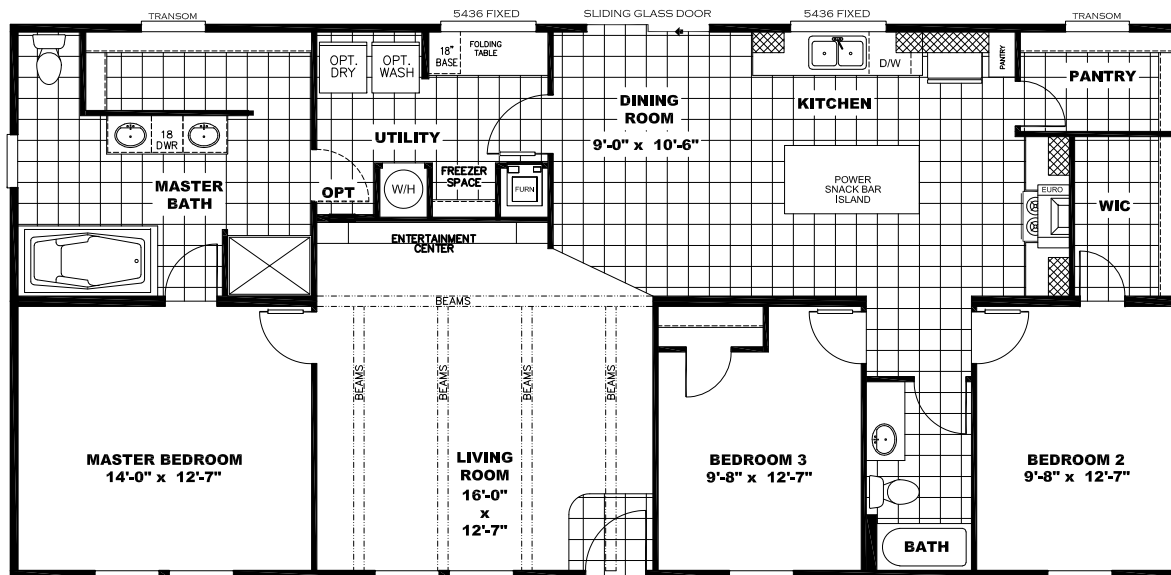 TRANSOM
5436 FIXED
SLIDING GLASS DOOR
5436 FIXED
TRANSOM
OPT.
DRY
OPT.
WASH
18"
BASE
FOLDING
TABLE
D/W
PANTRY
PANTRY
DINING
ROOM
9'-0" x 10'-6"
KITCHEN
18
DWR
UTILITY
MASTER
BATH
OPT
W/H
FREEZER
SPACE
FURN
POWER
SNACK BAR
ISLAND
EURO
WIC
ENTERTAINMENT
CENTER
BEAMS
BEAMS
BEAMS
BEAMS
BEAMS
MASTER BEDROOM
14'-0" x 12'-7"
LIVING
ROOM
16'-0"
x
12'-7"
BEDROOM 3
9'-8" x 12'-7"
BEDROOM 2
9'-8" x 12'-7"
BATH